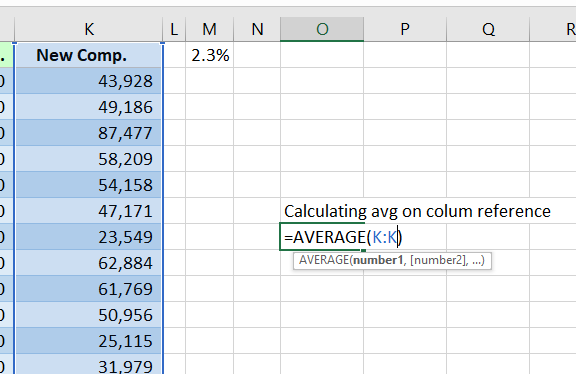 K L M N O P Q R
. New Comp. 2.3%
0 43,928
0 49,186
0 87,477
0 58,209
0 54,158
0 47,171 Calculating avg on colum reference
0 23,549 =AVERAGE(K:K)
0 62,884 AVERAGE(number1, [number2], ...)
0 61,769
0 50,956
0 25,115
0 31,979